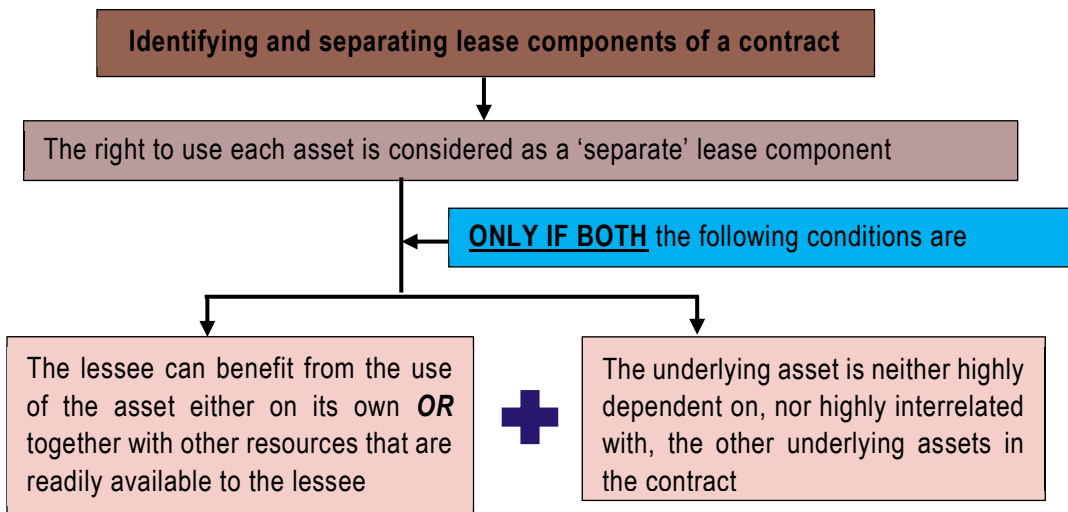 Identifying and separating lease components of a contract
The right to use each asset is considered as a ‘separate’ lease component
ONLY IF BOTH the following conditions are
The lessee can benefit from the use
of the asset either on its own OR
together with other resources that are
readily available to the lessee
The underlying asset is neither highly
dependent on, nor highly interrelated
with, the other underlying assets in
the contract